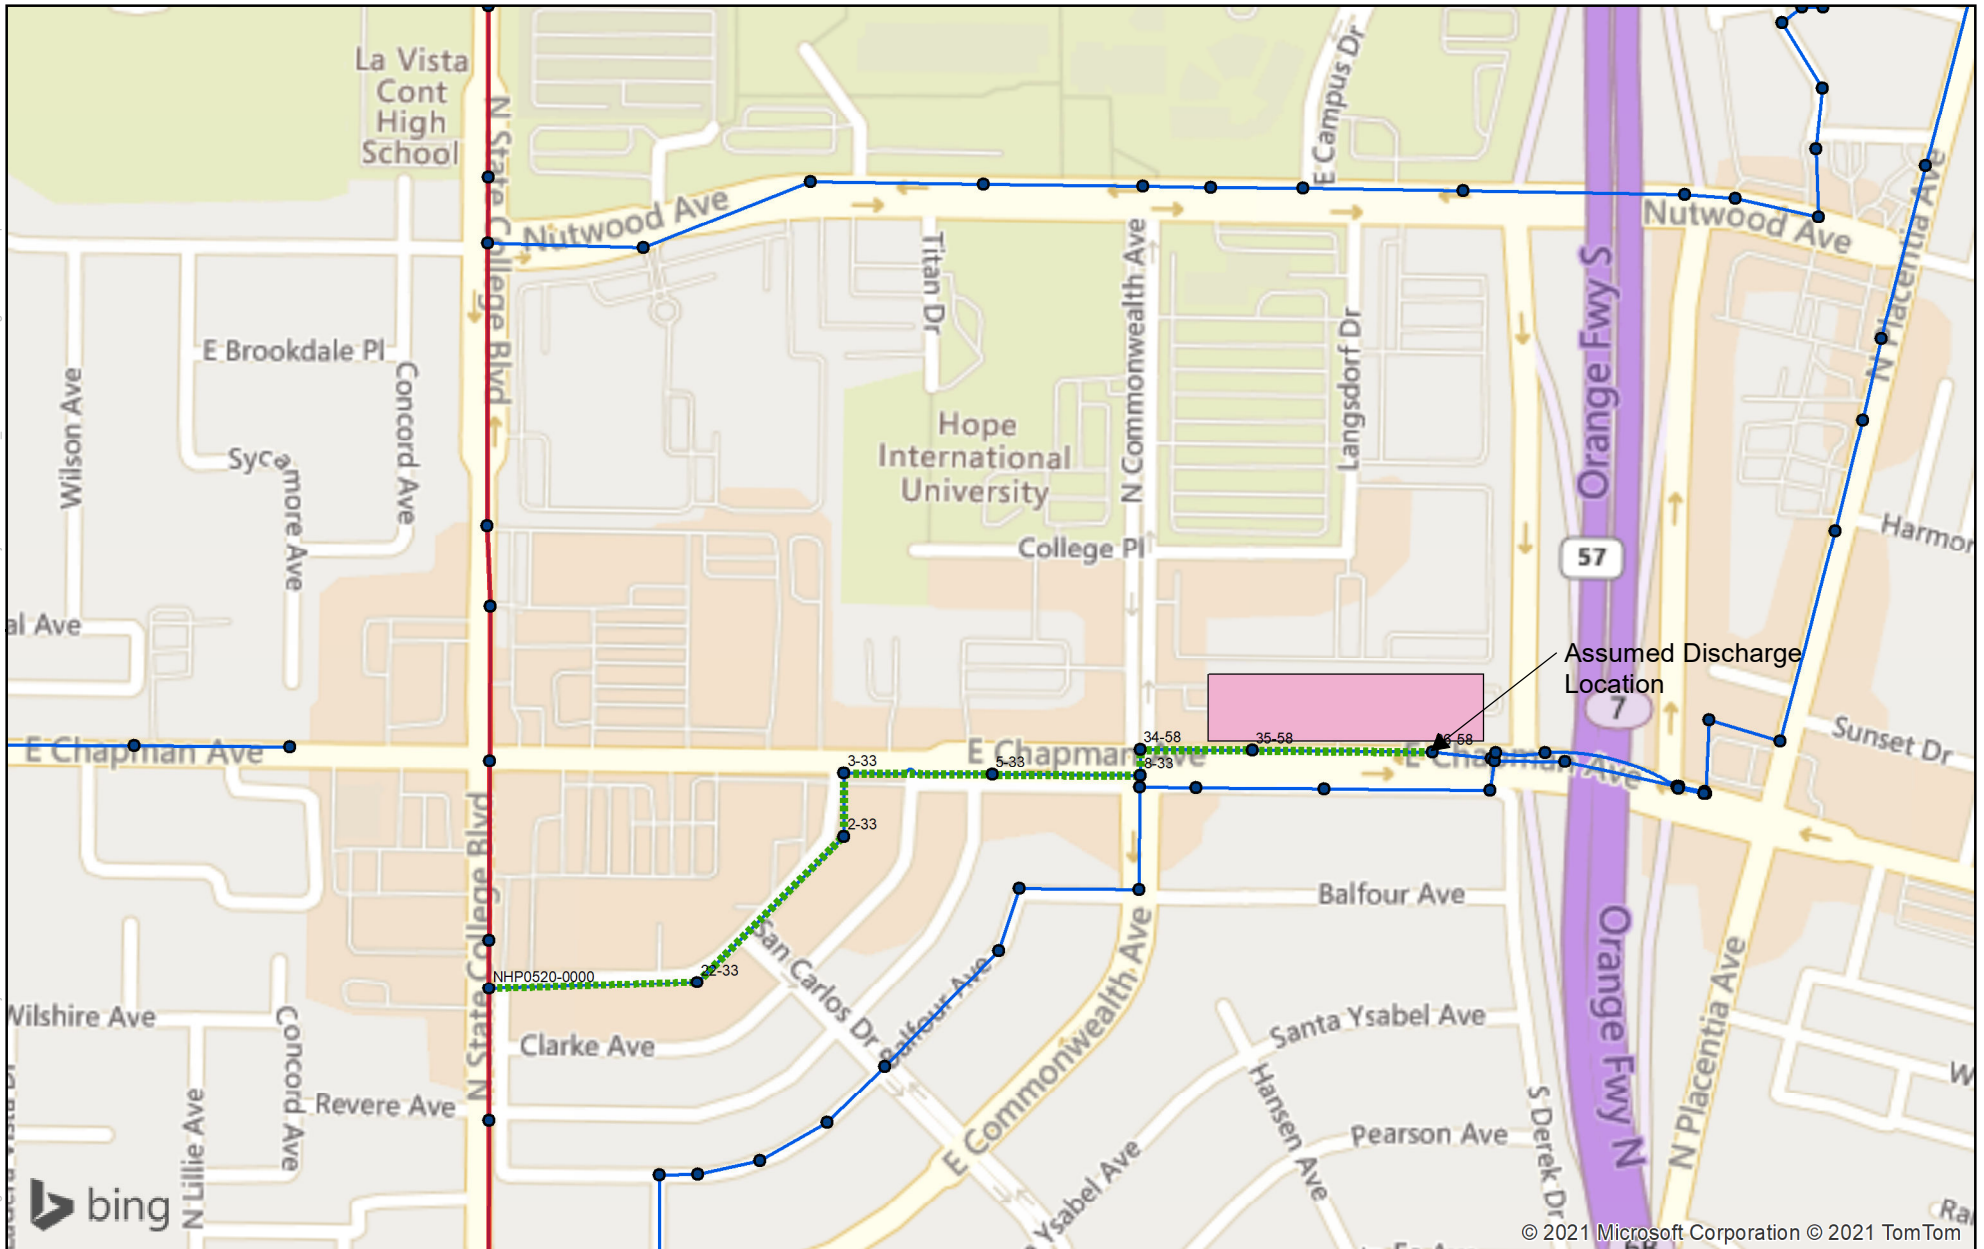 La Vista
Cont
High
School
N State College Blvd
E Campus Dr
Nutwood Ave
Nutwood Ave
N Placentia Ave
Titan Dr
N Commonwealth Ave
Langsdorf Dr
Orange Fwy S
E Brookdale Pl
Wilson Ave
Concord Ave
Sycamore Ave
Hope
International
University
College Pl
57
Harmor
al Ave
Assumed Discharge
Location
7
Sunset Dr
E Chapman Ave
E Chapman Ave
E Chapman Ave
34-58
35-58
8-33
3-33
5-33
2-33
22-33
NHP0520-0000
N State College Blvd
Balfour Ave
San Carlos Dr
Balfour Ave
E Commonwealth Ave
Orange Fwy N
N Placentia Ave
Wilshire Ave
Concord Ave
Clarke Ave
Revere Ave
N Lillie Ave
Santa Ysabel Ave
Hansen Ave
Pearson Ave
S Derek Dr
Ysabel Ave
W
Ra
bing
© 2021 Microsoft Corporation © 2021 TomTom